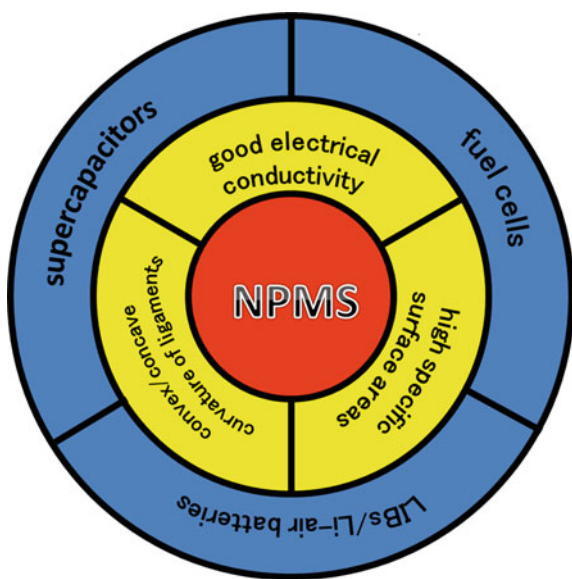 supercapacitors
fuel cells
good electrical
conductivity
NPMS
high specific
surface areas
convex/concave
curvature of ligaments
LIBs/Li-air batteries